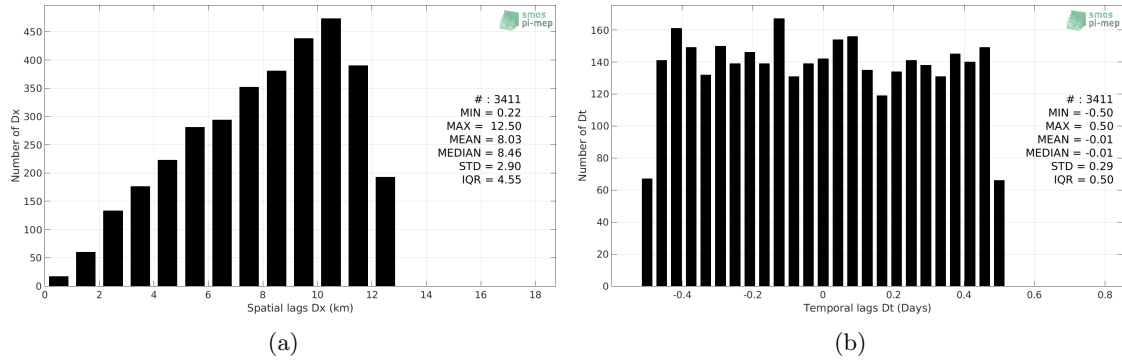 smos
pi-mep
450
400
350
300
250
200
150
100
50
0
Number of Dx
# : 3411
MIN = 0.22
MAX = 12.50
MEAN = 8.03
MEDIAN = 8.46
STD = 2.90
IQR = 4.55
0 2 4 6 8 10 12 14 16 18
Spatial lags Dx (km)
(a)
smos
pi-mep
160
140
120
100
80
60
40
20
0
Number of Dt
# : 3411
MIN = -0.50
MAX = 0.50
MEAN = -0.01
MEDIAN = -0.01
STD = 0.29
IQR = 0.50
-0.4 -0.2 0 0.2 0.4 0.6 0.8
Temporal lags Dt (Days)
(b)